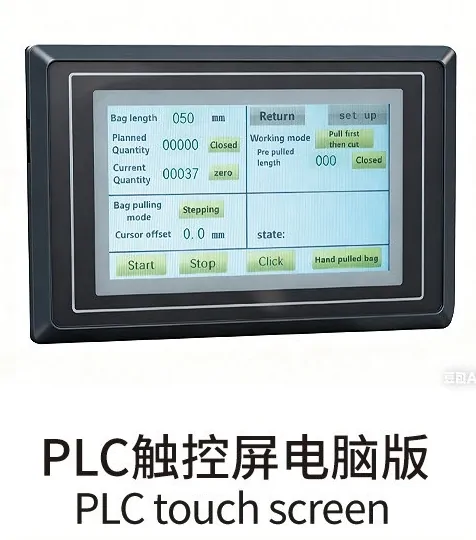 Bag length 050 mm
Return
set up
Planned
Quantity 00000 Closed
Working mode Pull first
then cut
Pre pulled
length 000 Closed
Current
Quantity 00037 zero
Bag pulling
mode Stepping
Cursor offset 0.0 mm
state:
Start
Stop
Click
Hand pulled bag
PLC触控屏电脑版
PLC touch screen